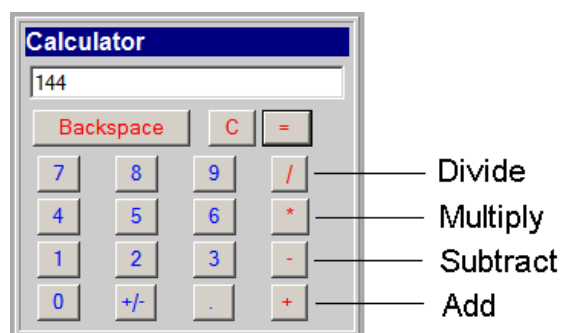 Calculator
144
Backspace C =
7 8 9 / Divide
4 5 6 * Multiply
1 2 3 - Subtract
0 +/- . + Add